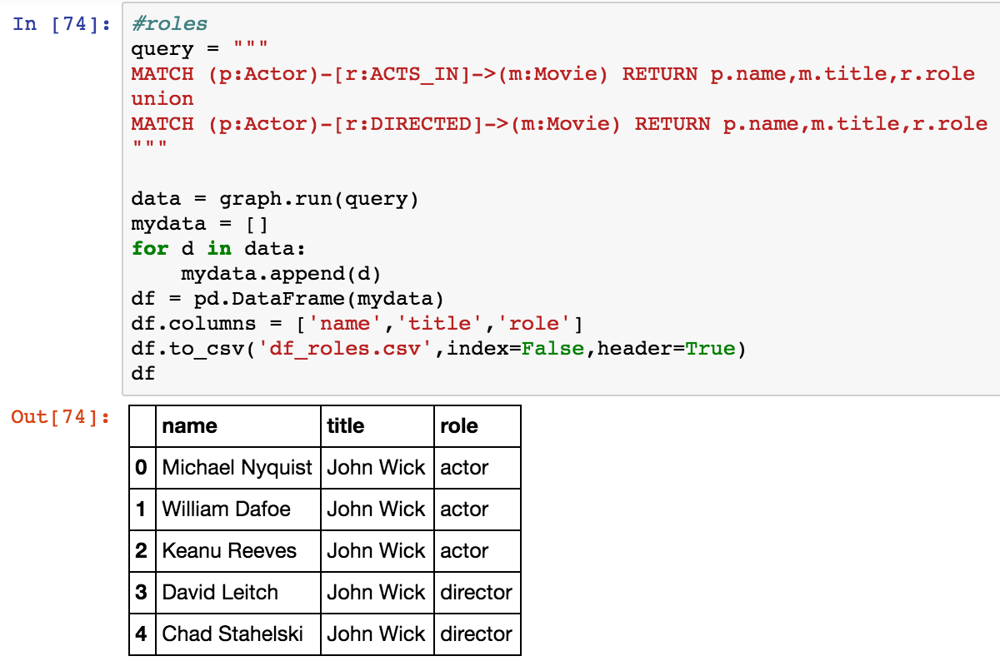 In [74]:
#roles
query = """
MATCH (p:Actor)-[r:ACTS_IN]->(m:Movie) RETURN p.name,m.title,r.role
union
MATCH (p:Actor)-[r:DIRECTED]->(m:Movie) RETURN p.name,m.title,r.role
"""

data = graph.run(query)
mydata = []
for d in data:
    mydata.append(d)
df = pd.DataFrame(mydata)
df.columns = ['name','title','role']
df.to_csv('df_roles.csv',index=False,header=True)
df
Out[74]:
name title role
0 Michael Nyquist John Wick actor
1 William Dafoe John Wick actor
2 Keanu Reeves John Wick actor
3 David Leitch John Wick director
4 Chad Stahelski John Wick director